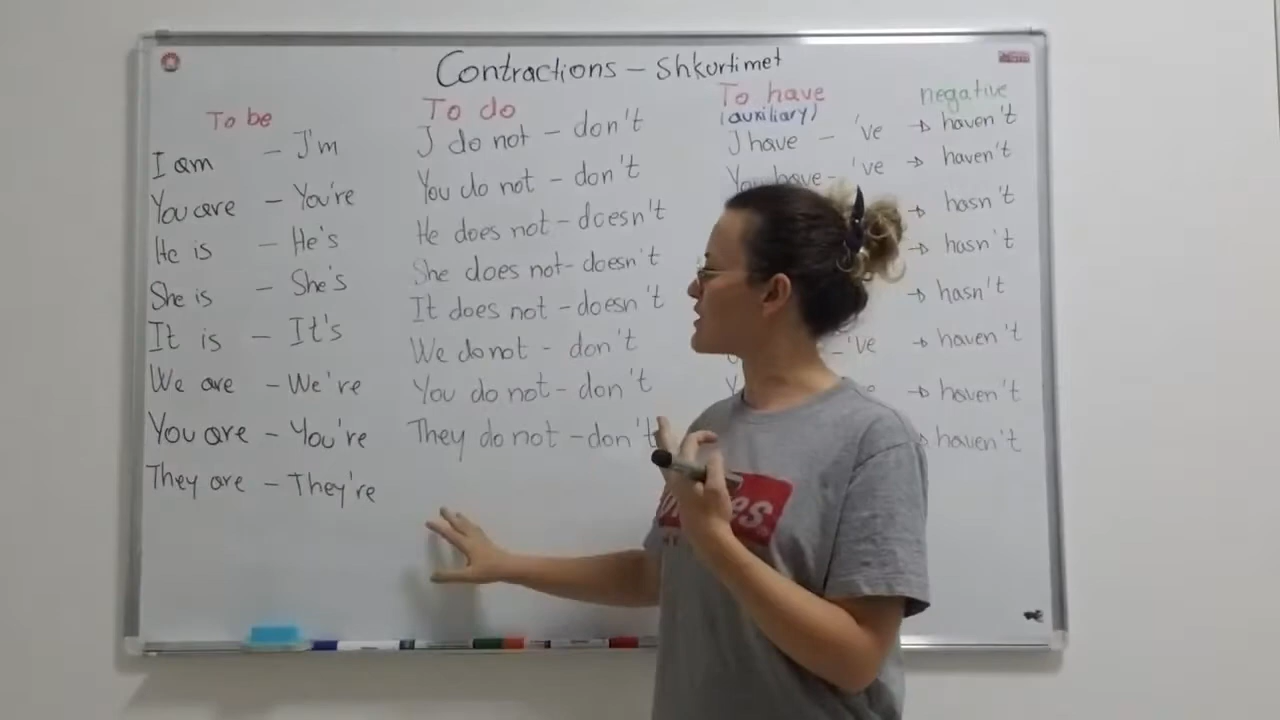 Contractions – Shkurtimet
To be
I am – I'm
You are – You're
He is – He's
She is – She's
It is – It's
We are – We're
You are – You're
They are – They're
To do
I do not – don't
You do not – don't
He does not – doesn't
She does not – doesn't
It does not – doesn't
We do not – don't
You do not – don't
They do not – don't
To have negative
(auxiliary)
I have – 've → haven't
You have – 've → haven't
→ hasn't
→ hasn't
→ hasn't
– 've → haven't
→ haven't
→ haven't